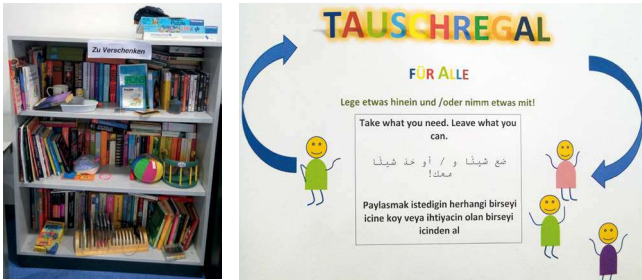 Zu Verschenken
TAUSCHREGAL
FÜR ALLE
Lege etwas hinein und /oder nimm etwas mit!
Take what you need. Leave what you
can.
ضع شيئًا و / أو خذ شيئًا
معك!
Paylasmak istedigin herhangi birseyi
icine koy veya ihtiyacin olan birseyi
icinden al